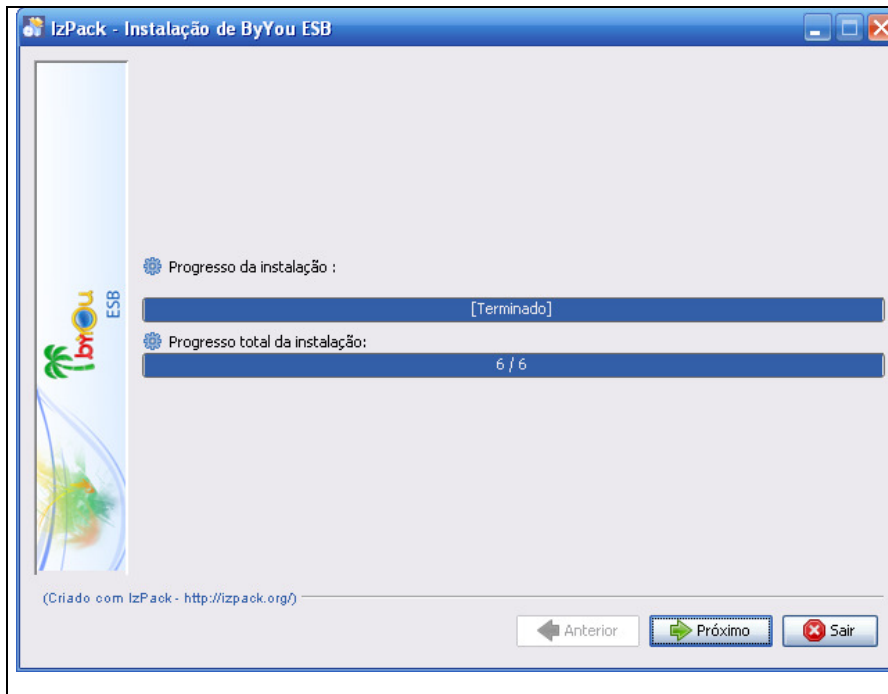 IzPack - Instalação de ByYou ESB
byYou
ESB
Progresso da instalação :
[Terminado]
Progresso total da instalação:
6 / 6
(Criado com IzPack - http://izpack.org/)
Anterior
Próximo
Sair